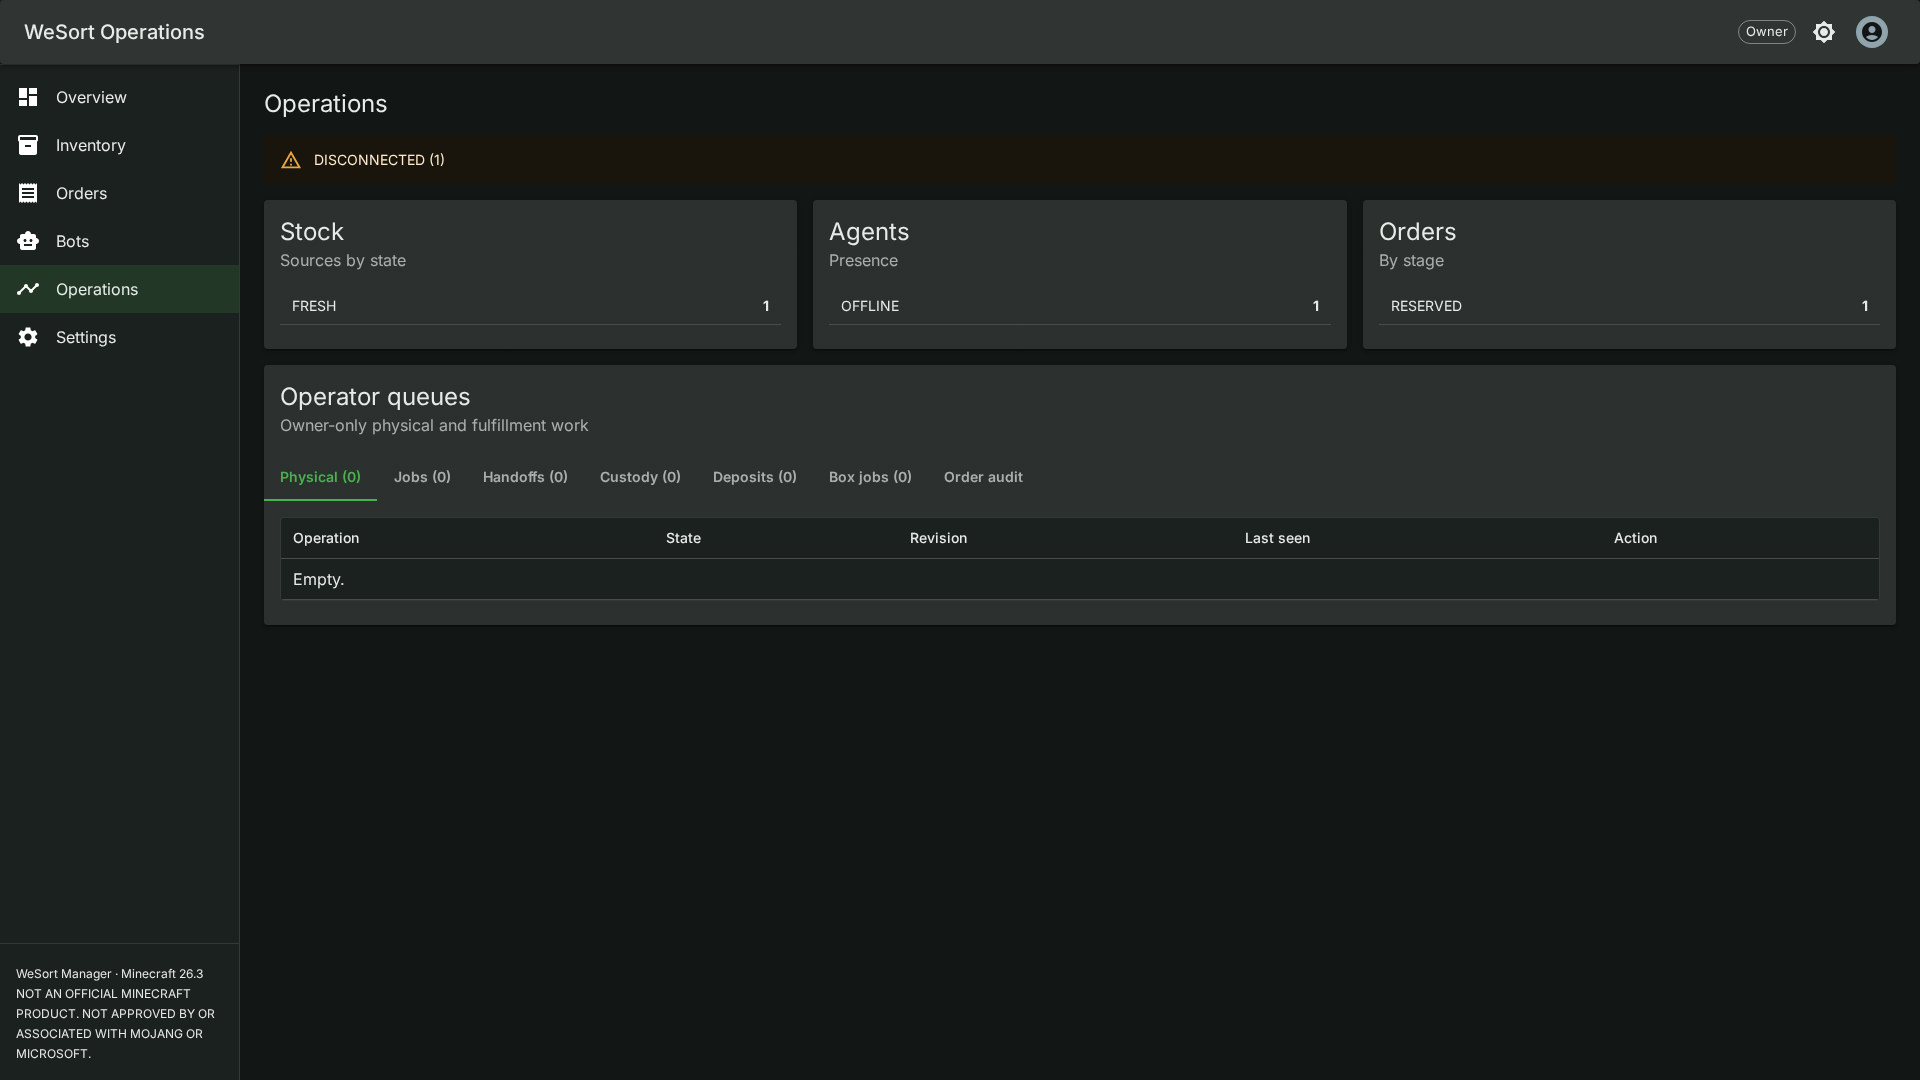 WeSort Operations
Owner
Overview
Inventory
Orders
Bots
Operations
Settings
Operations
DISCONNECTED (1)
Stock
Sources by state
FRESH 1
Agents
Presence
OFFLINE 1
Orders
By stage
RESERVED 1
Operator queues
Owner-only physical and fulfillment work
Physical (0) Jobs (0) Handoffs (0) Custody (0) Deposits (0) Box jobs (0) Order audit
Operation State Revision Last seen Action
Empty.
WeSort Manager · Minecraft 26.3
NOT AN OFFICIAL MINECRAFT
PRODUCT. NOT APPROVED BY OR
ASSOCIATED WITH MOJANG OR
MICROSOFT.